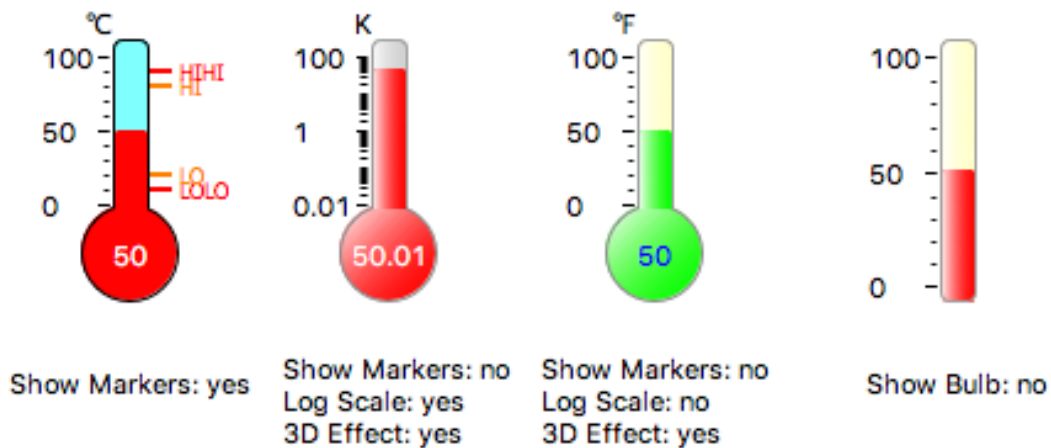 °C
100
50
0
HIHI
HI
LO
LOLO
50
Show Markers: yes
K
100
1
0.01
50.01
Show Markers: no
Log Scale: yes
3D Effect: yes
°F
100
50
0
50
Show Markers: no
Log Scale: no
3D Effect: yes
100
50
0
Show Bulb: no